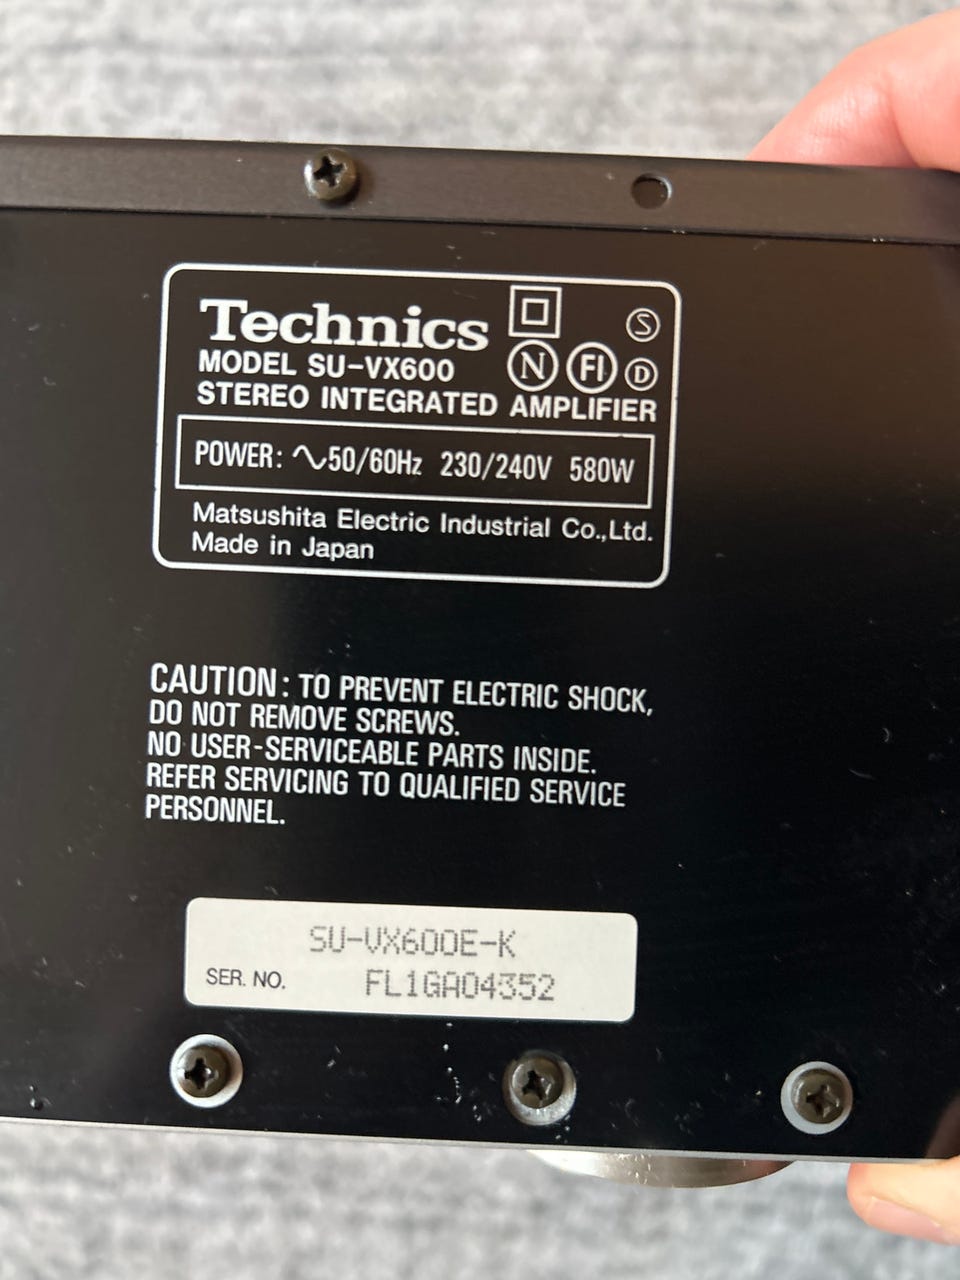 Technics
MODEL SU-VX600
N FI S D
STEREO INTEGRATED AMPLIFIER
POWER: ∿50/60Hz 230/240V 580W
Matsushita Electric Industrial Co.,Ltd.
Made in Japan
CAUTION: TO PREVENT ELECTRIC SHOCK,
DO NOT REMOVE SCREWS.
NO USER-SERVICEABLE PARTS INSIDE.
REFER SERVICING TO QUALIFIED SERVICE
PERSONNEL.
SU-VX600E-K
SER. NO. FL1GA04352